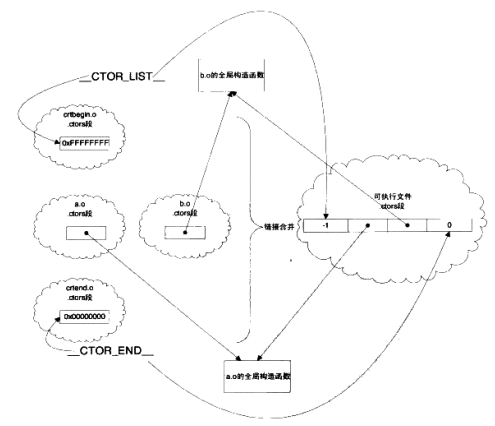 __CTOR_LIST__
b.o的全局构造函数
crtbegin.o
.ctors段
0xFFFFFFFF
可执行文件
.ctors段
a.o
.ctors段
b.o
.ctors段
链接合并
-1
0
crtend.o
.ctors段
0x00000000
__CTOR_END__
a.o的全局构造函数